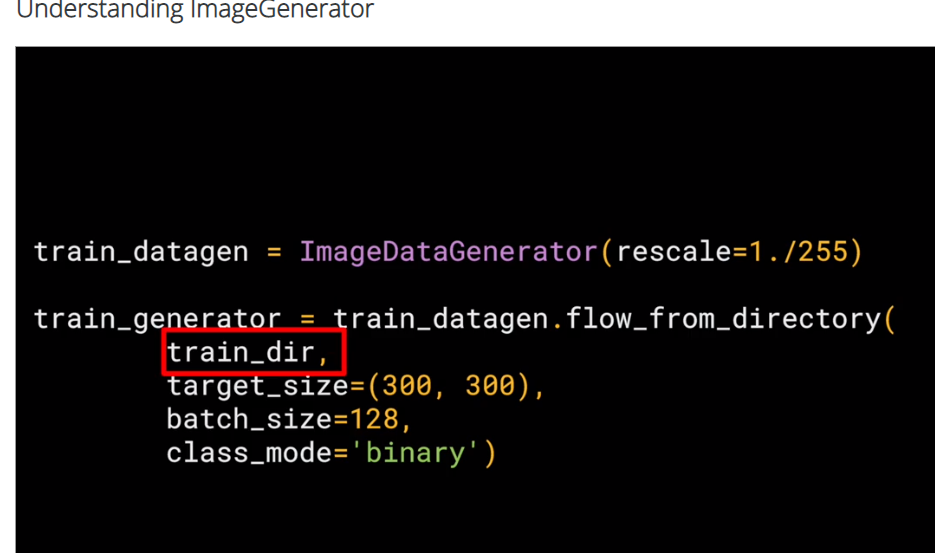 Understanding ImageGenerator
train_datagen = ImageDataGenerator(rescale=1./255)
train_generator = train_datagen.flow_from_directory(
train_dir,
target_size=(300, 300),
batch_size=128,
class_mode='binary')